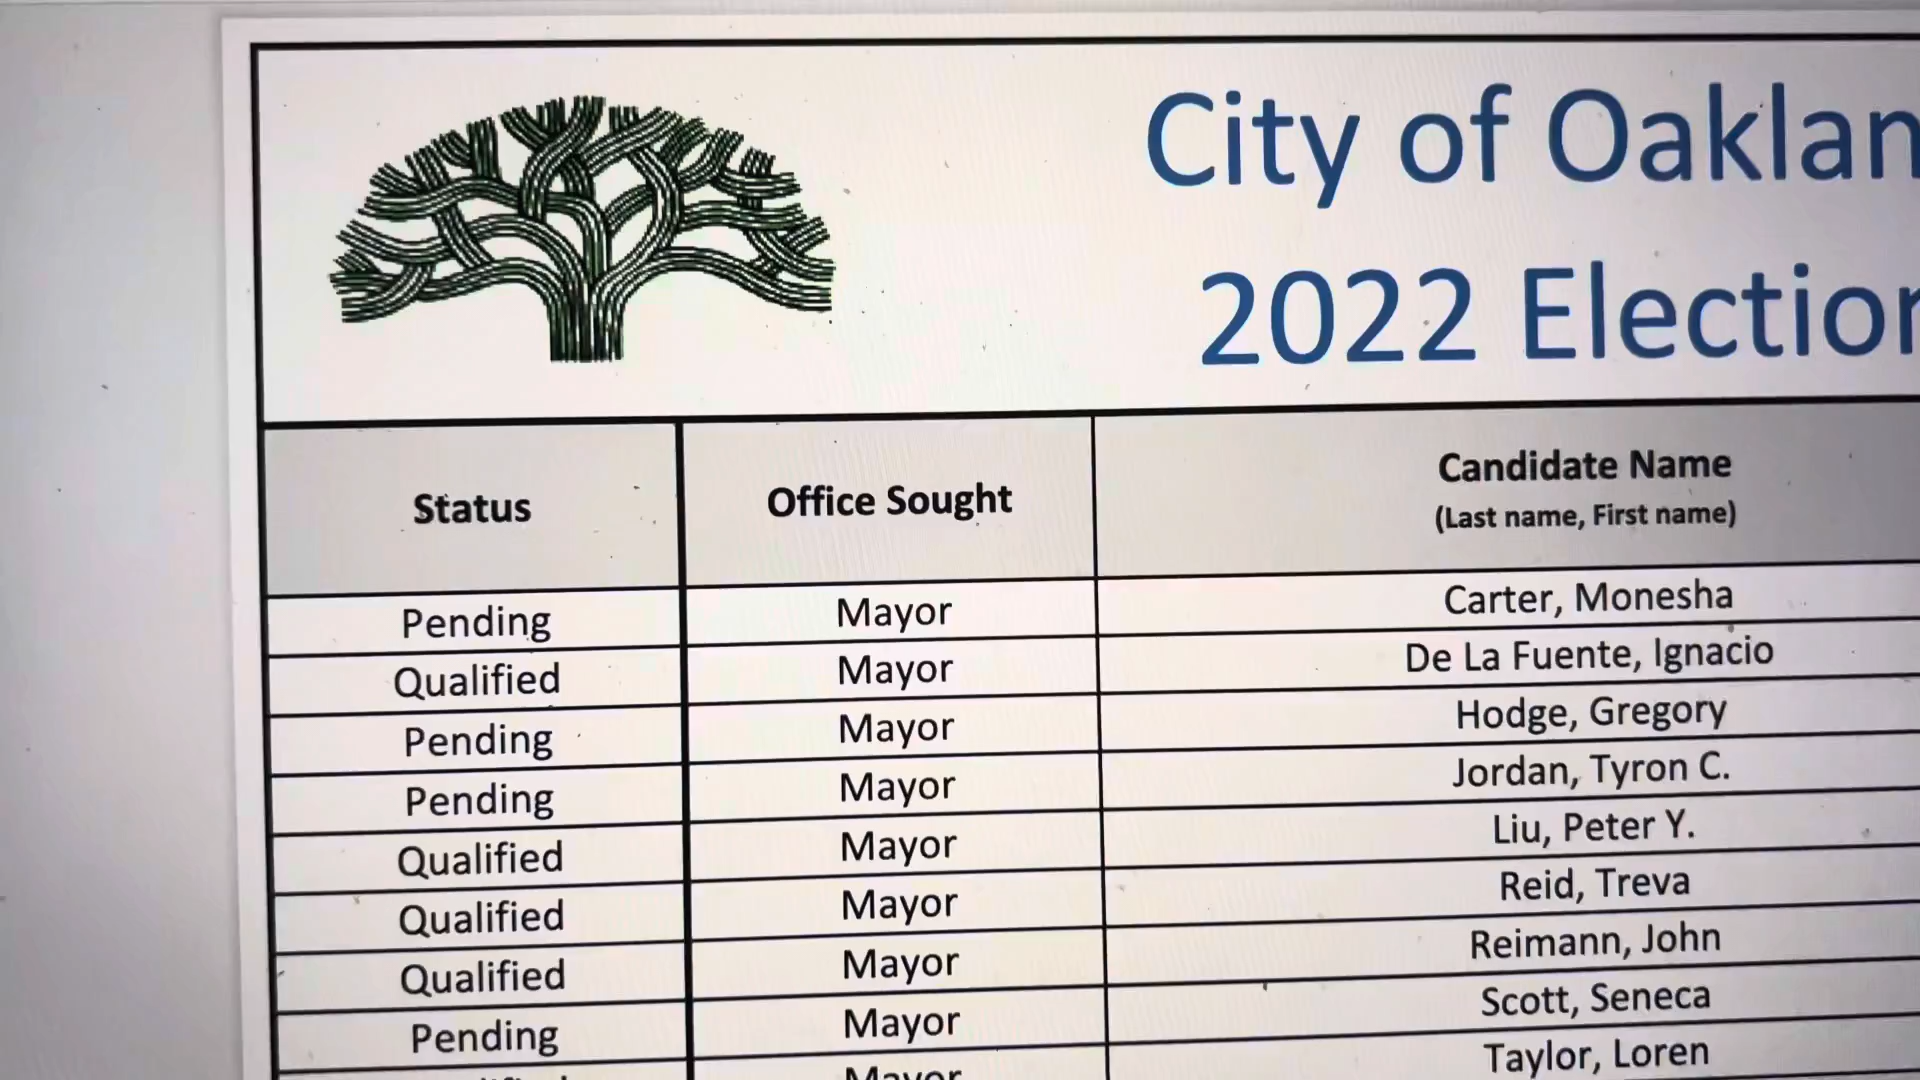 City of Oaklan
2022 Election
Status Office Sought Candidate Name
(Last name, First name)
Pending Mayor Carter, Monesha
Qualified Mayor De La Fuente, Ignacio
Pending Mayor Hodge, Gregory
Pending Mayor Jordan, Tyron C.
Qualified Mayor Liu, Peter Y.
Qualified Mayor Reid, Treva
Qualified Mayor Reimann, John
Pending Mayor Scott, Seneca
Mayor Taylor, Loren